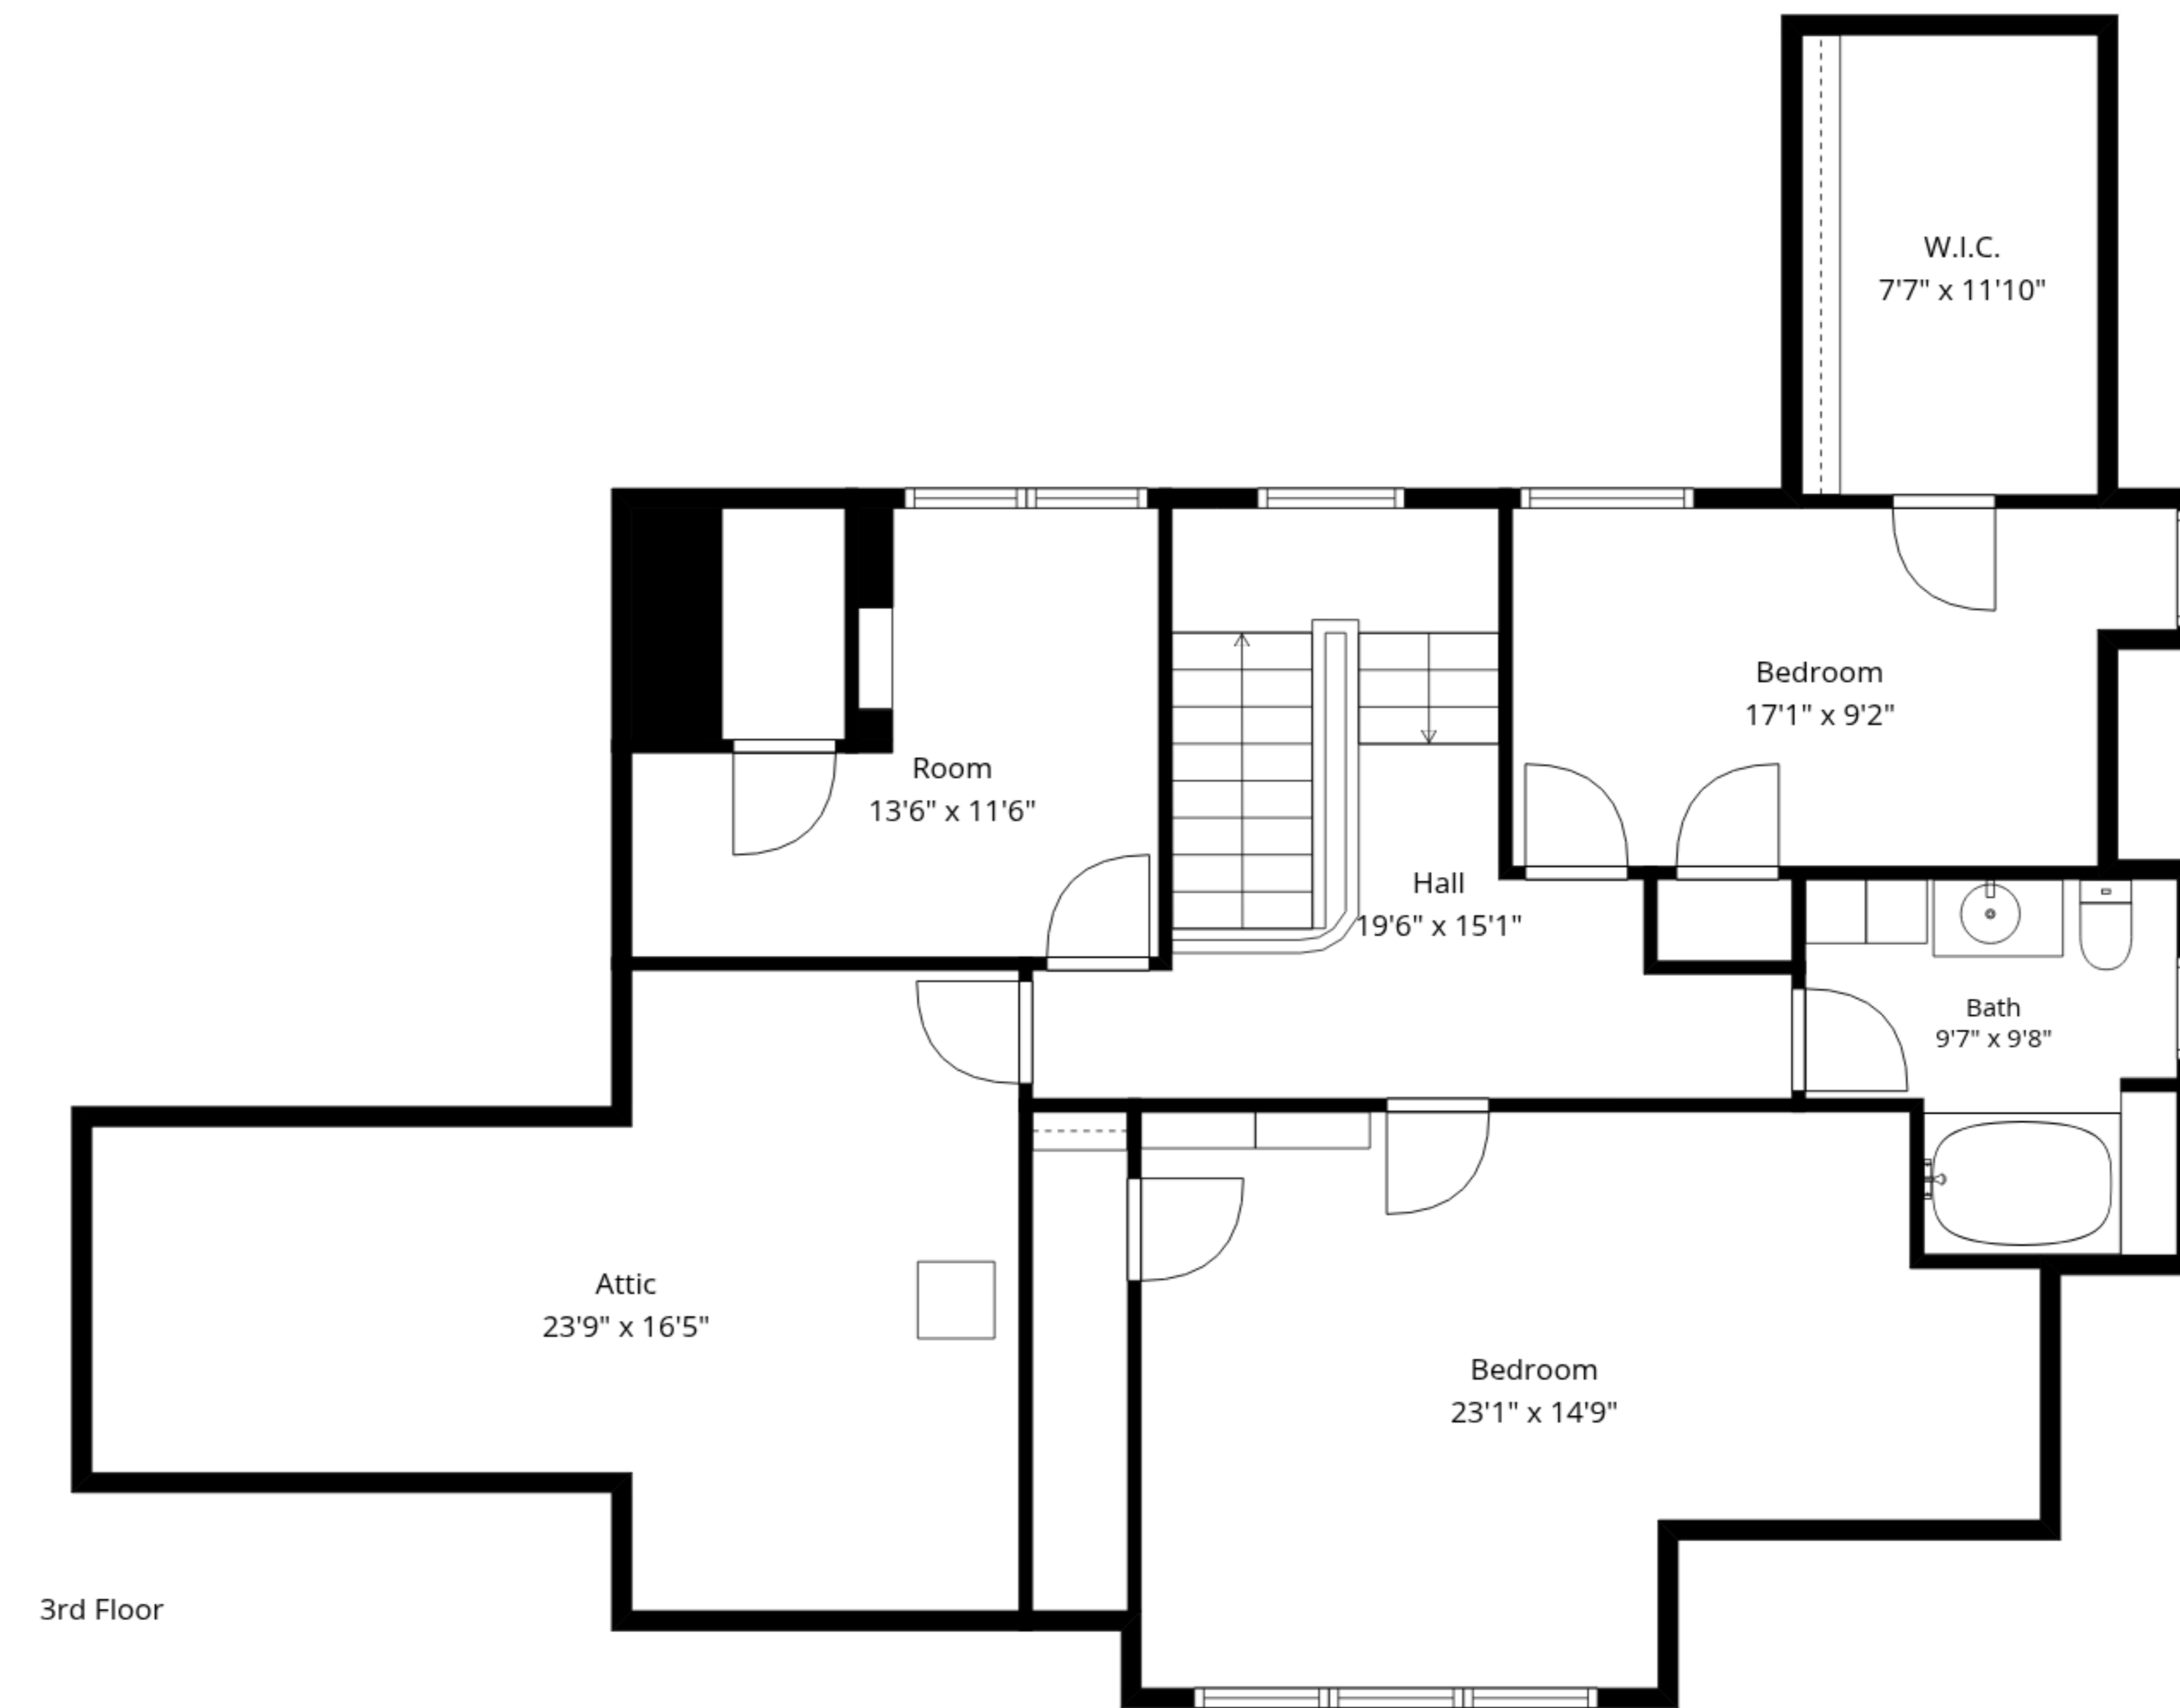 W.I.C.
7'7" x 11'10"
Bedroom
17'1" x 9'2"
Room
13'6" x 11'6"
Hall
19'6" x 15'1"
Bath
9'7" x 9'8"
Attic
23'9" x 16'5"
Bedroom
23'1" x 14'9"
3rd Floor